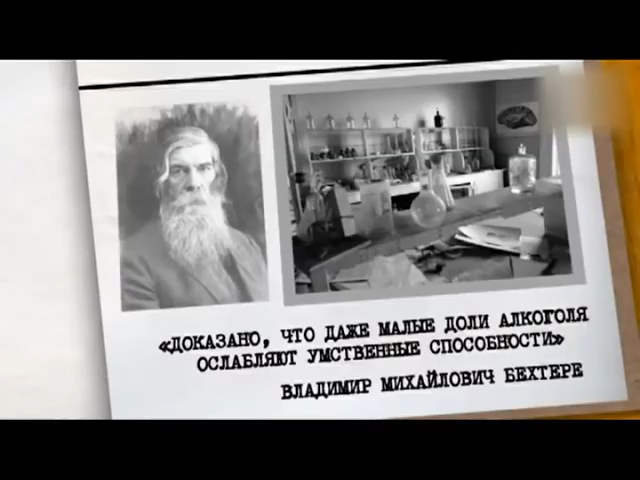 «ДОКАЗАНО, ЧТО ДАЖЕ МАЛЫЕ ДОЛИ АЛКОГОЛЯ
ОСЛАБЛЯЮТ УМСТВЕННЫЕ СПОСОБНОСТИ»
ВЛАДИМИР МИХАЙЛОВИЧ БЕХТЕРЕ